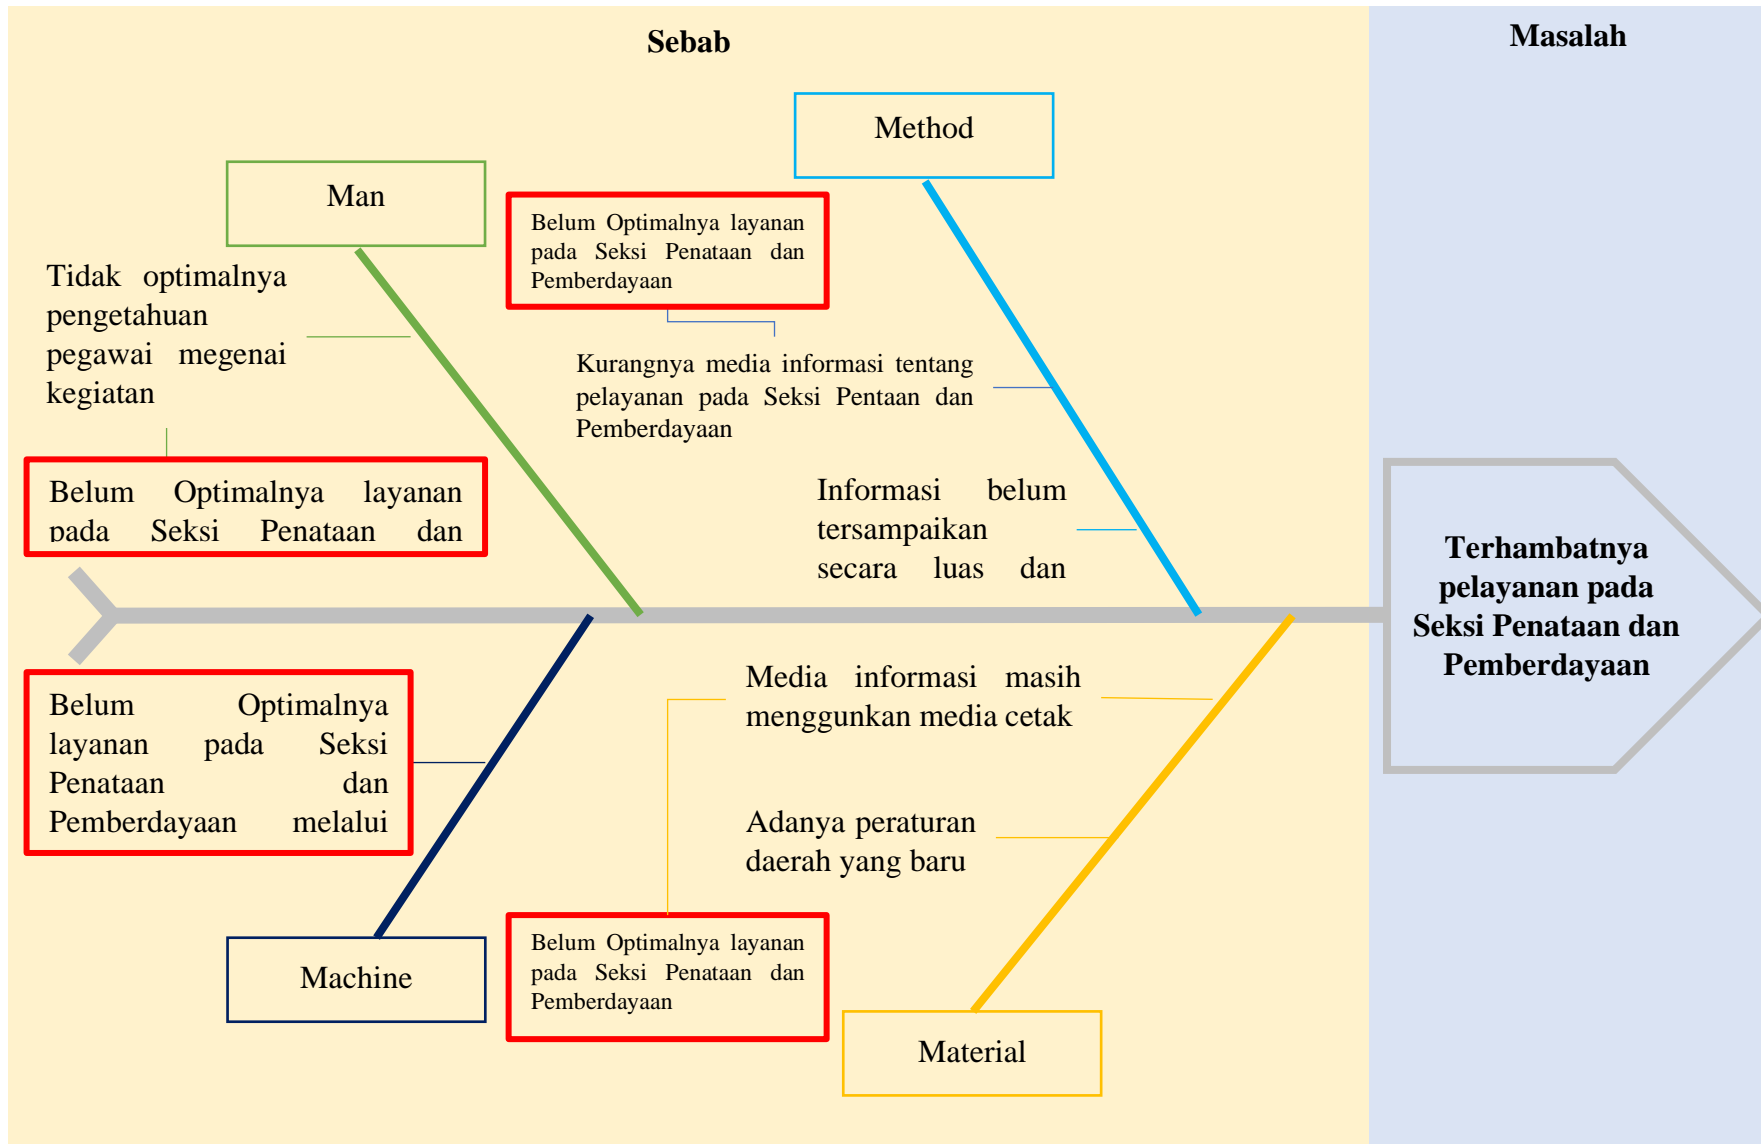 Sebab
Masalah
Method
Man
Belum Optimalnya layanan
pada Seksi Penataan dan
Pemberdayaan
Tidak optimalnya
pengetahuan
pegawai megenai
kegiatan
Kurangnya media informasi tentang
pelayanan pada Seksi Pentaan dan
Pemberdayaan
Belum Optimalnya layanan
pada Seksi Penataan dan
Informasi belum
tersampaikan
secara luas dan
Terhambatnya
pelayanan pada
Seksi Penataan dan
Pemberdayaan
Belum Optimalnya
layanan pada Seksi
Penataan dan
Pemberdayaan melalui
Media informasi masih
menggunkan media cetak
Adanya peraturan
daerah yang baru
Machine
Belum Optimalnya layanan
pada Seksi Penataan dan
Pemberdayaan
Material